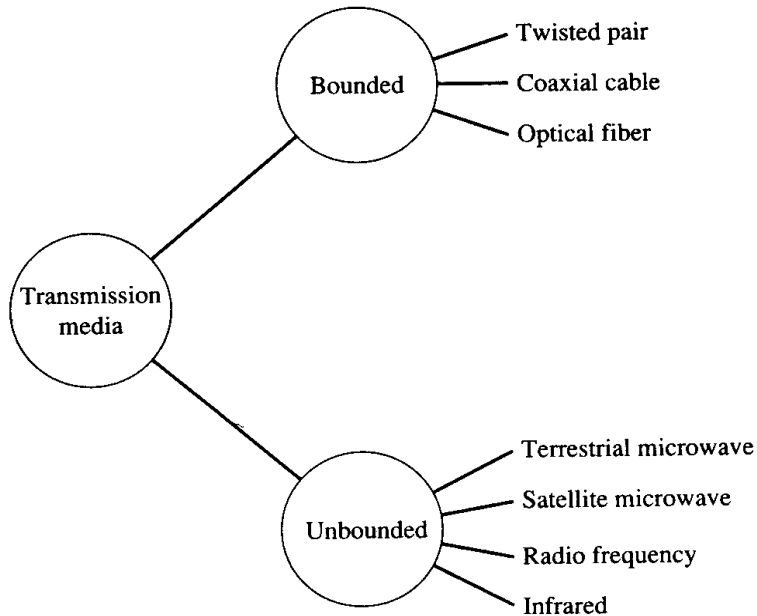 Twisted pair
Bounded
Coaxial cable
Optical fiber
Transmission
media
Terrestrial microwave
Satellite microwave
Unbounded
Radio frequency
Infrared